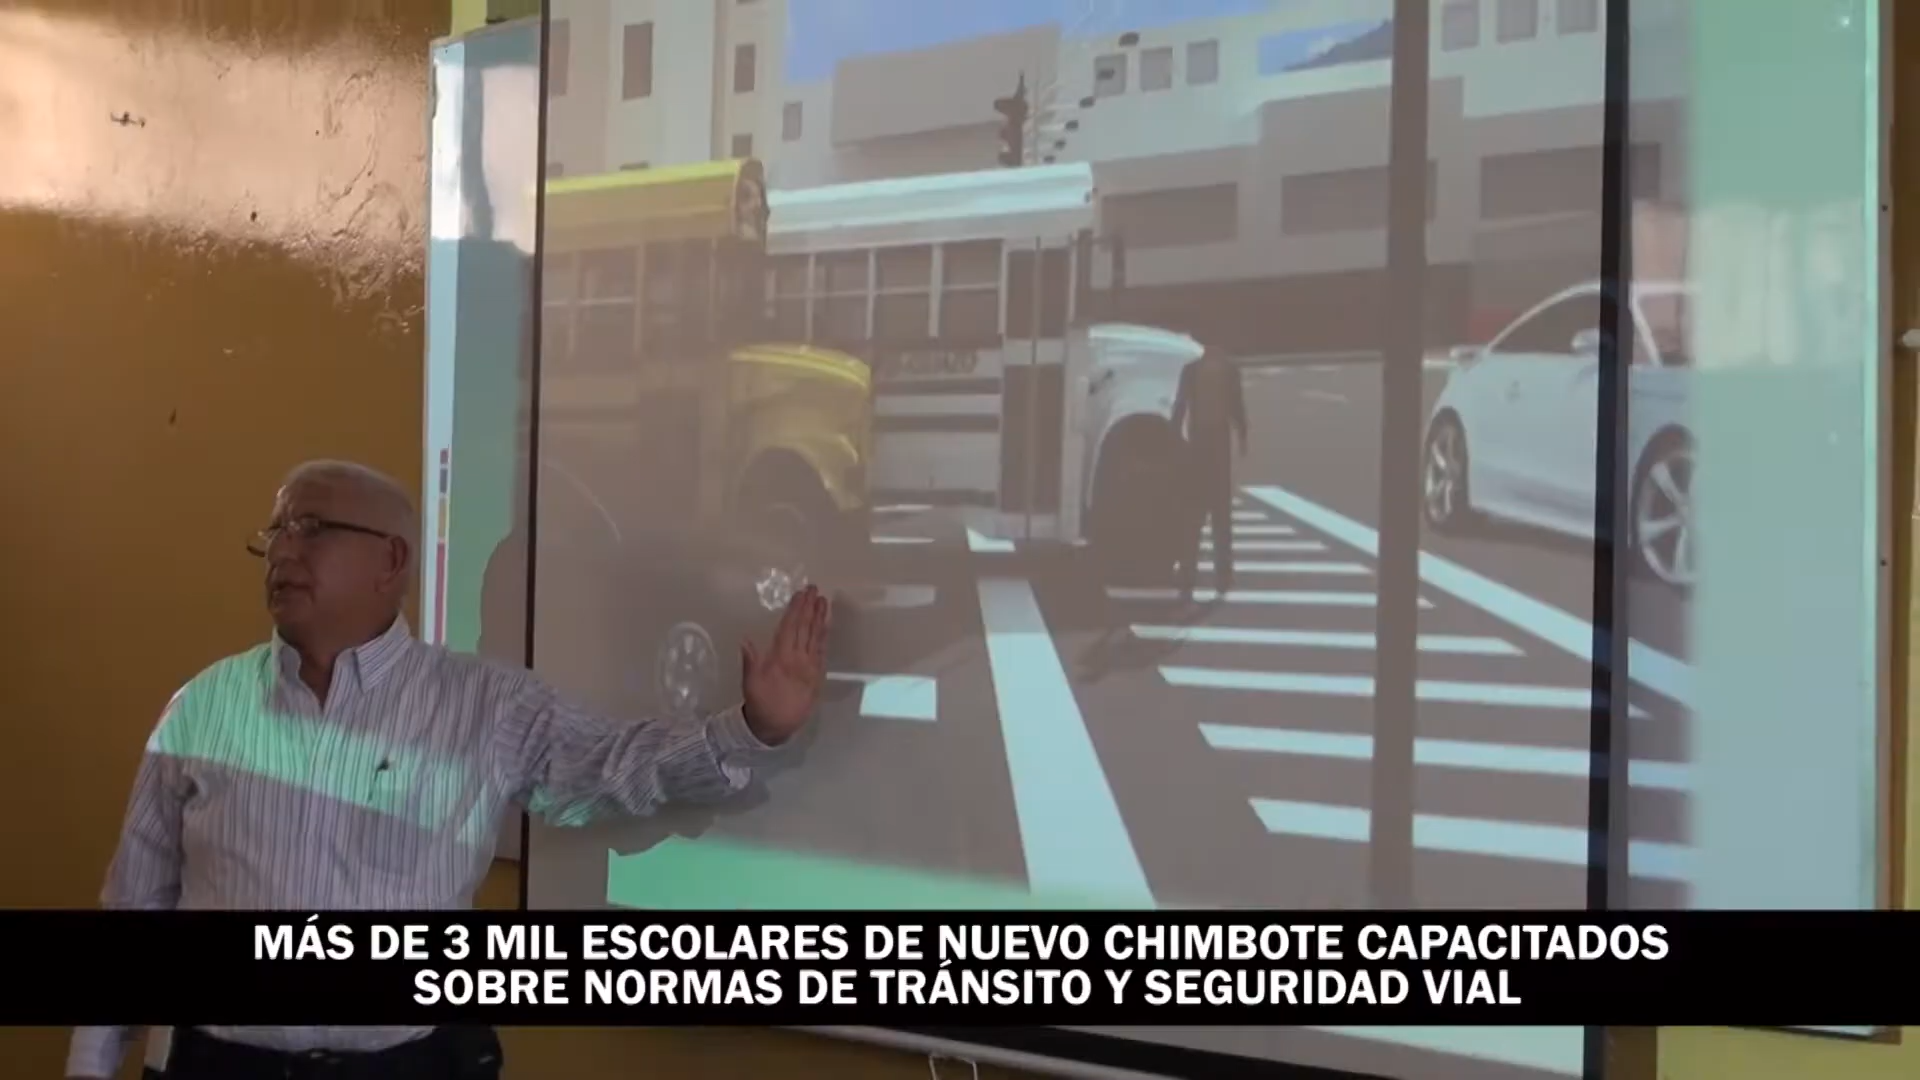 MÁS DE 3 MIL ESCOLARES DE NUEVO CHIMBOTE CAPACITADOS
SOBRE NORMAS DE TRÁNSITO Y SEGURIDAD VIAL